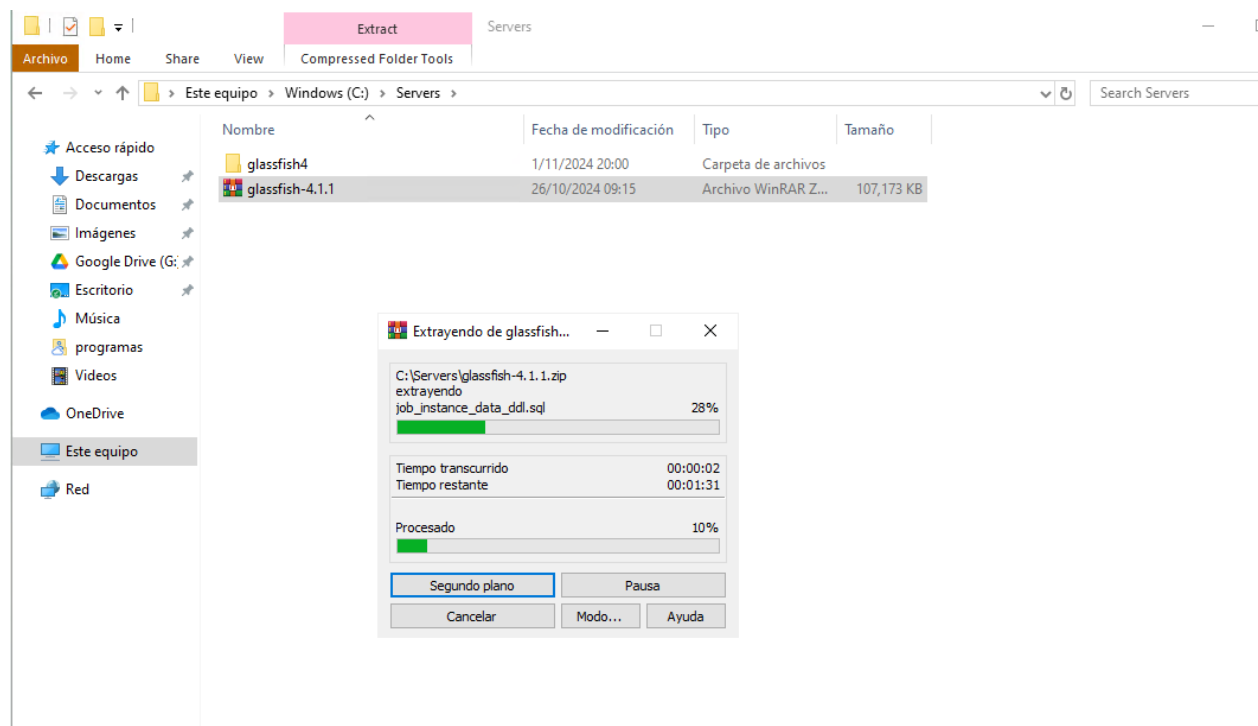 Extract
Servers
Archivo
Home
Share
View
Compressed Folder Tools
Este equipo > Windows (C:) > Servers >
Search Servers
Nombre
Fecha de modificación
Tipo
Tamaño
Acceso rápido
Descargas
Documentos
Imágenes
Google Drive (G:)
Escritorio
Música
programas
Videos
OneDrive
Este equipo
Red
glassfish4 1/11/2024 20:00 Carpeta de archivos
glassfish-4.1.1 26/10/2024 09:15 Archivo WinRAR Z... 107,173 KB
Extrayendo de glassfish...
C:\Servers\glassfish-4.1.1.zip
extrayendo
job_instance_data_ddl.sql 28%
Tiempo transcurrido 00:00:02
Tiempo restante 00:01:31
Procesado 10%
Segundo plano
Pausa
Cancelar
Modo...
Ayuda